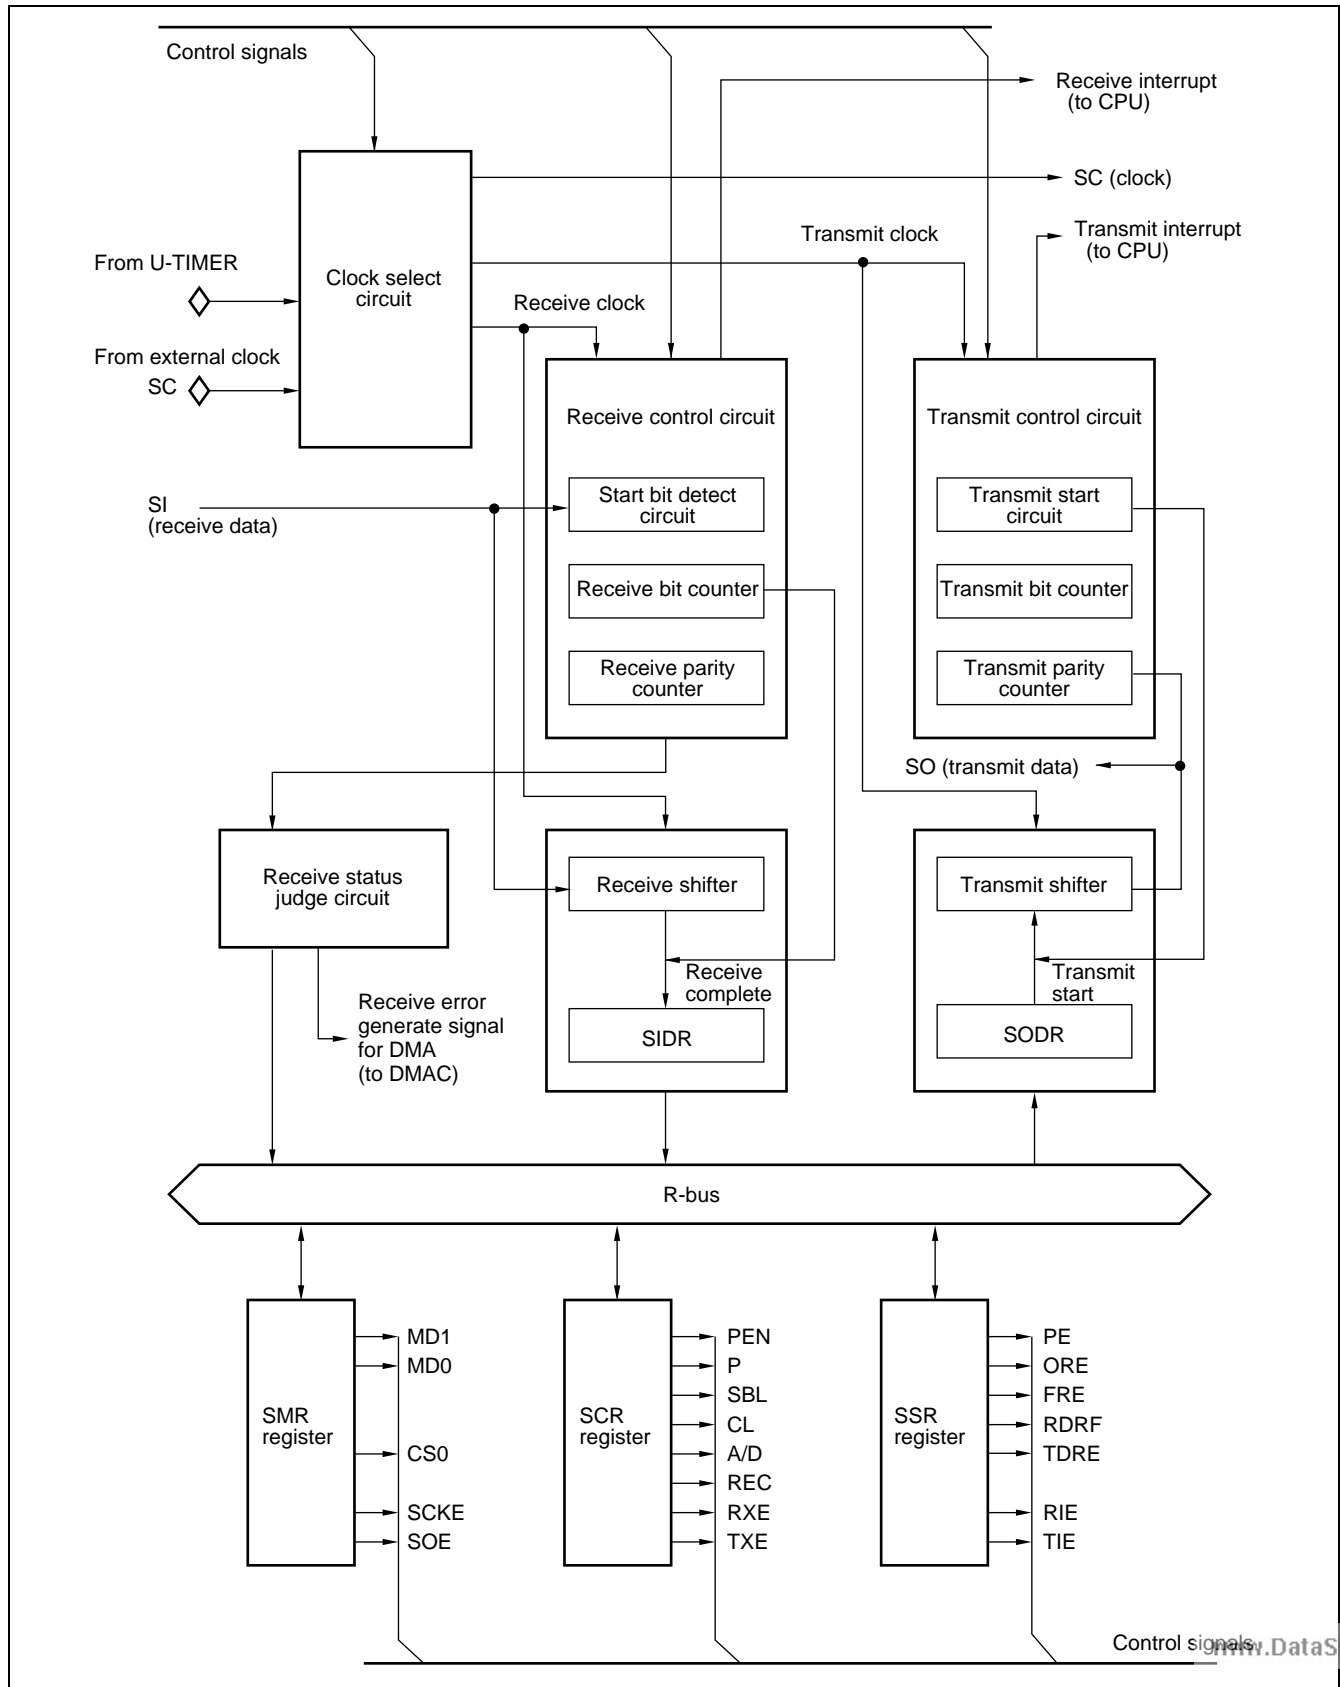 Control signals
Receive interrupt
(to CPU)
SC (clock)
Transmit interrupt
(to CPU)
Transmit clock
From U-TIMER
Clock select
circuit
Receive clock
From external clock
SC
Receive control circuit
Transmit control circuit
SI
(receive data)
Start bit detect
circuit
Transmit start
circuit
Receive bit counter
Transmit bit counter
Receive parity
counter
Transmit parity
counter
SO (transmit data)
Receive status
judge circuit
Receive shifter
Transmit shifter
Receive
complete
Transmit
start
Receive error
generate signal
for DMA
(to DMAC)
SIDR
SODR
R-bus
SMR
register
MD1
MD0
CS0
SCKE
SOE
SCR
register
PEN
P
SBL
CL
A/D
REC
RXE
TXE
SSR
register
PE
ORE
FRE
RDRF
TDRE
RIE
TIE
Control signals